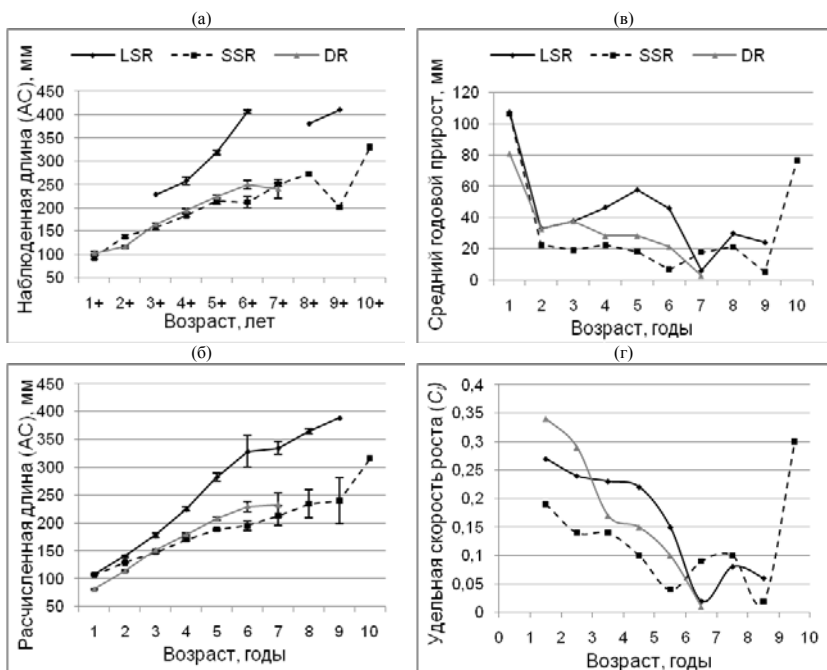 (а)
LSR SSR DR
Наблюденная длина (АС), мм
450
400
350
300
250
200
150
100
50
1+ 2+ 3+ 4+ 5+ 6+ 7+ 8+ 9+ 10+
Возраст, лет
(в)
LSR SSR DR
Средний годовой прирост, мм
120
100
80
60
40
20
0
1 2 3 4 5 6 7 8 9 10
Возраст, годы
(б)
Расчисленная длина (АС), мм
450
400
350
300
250
200
150
100
50
1 2 3 4 5 6 7 8 9 10
Возраст, годы
(г)
Удельная скорость роста (Cl)
0,4
0,35
0,3
0,25
0,2
0,15
0,1
0,05
0
0 1 2 3 4 5 6 7 8 9 10
Возраст, годы